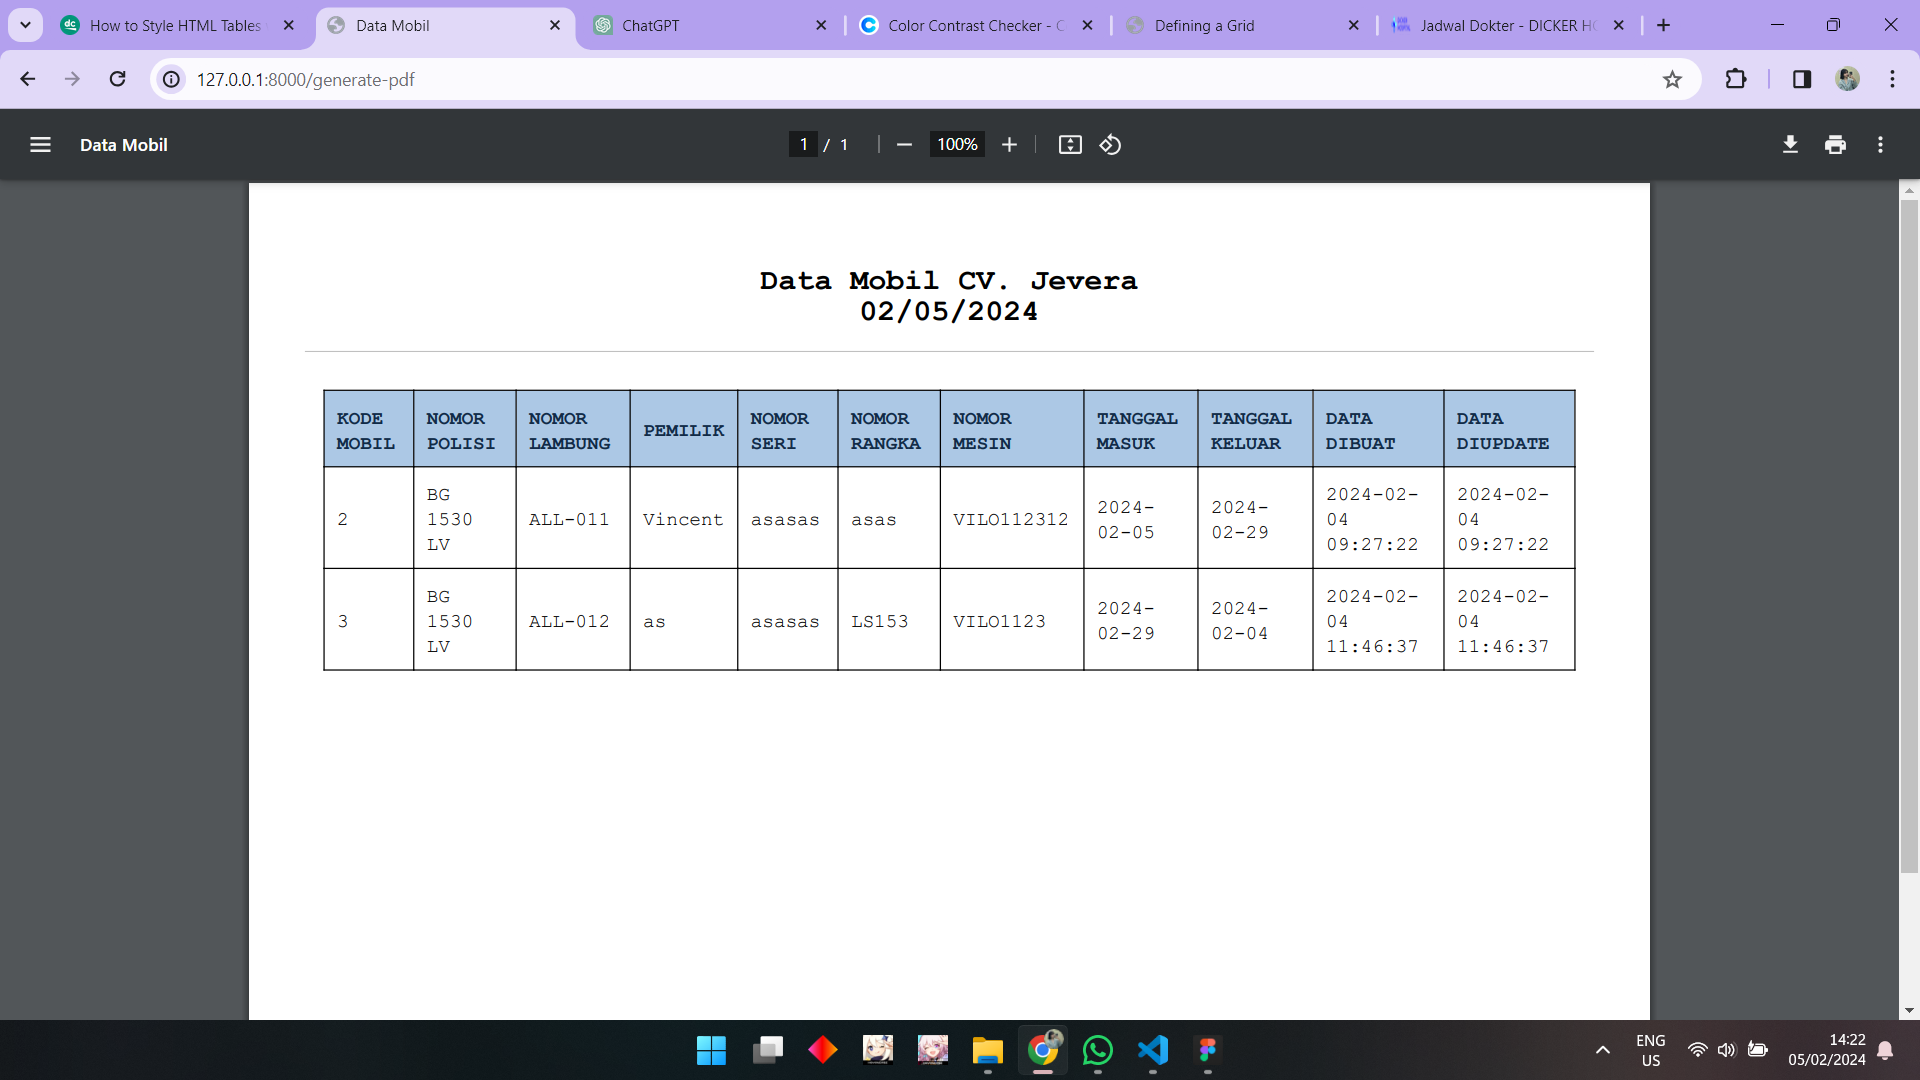 How to Style HTML Tables
Data Mobil
ChatGPT
Color Contrast Checker - C
Defining a Grid
Jadwal Dokter - DICKER HO
127.0.0.1:8000/generate-pdf
Data Mobil
1 / 1
100%
Data Mobil CV. Jevera
02/05/2024
KODE MOBIL NOMOR POLISI NOMOR LAMBUNG PEMILIK NOMOR SERI NOMOR RANGKA NOMOR MESIN TANGGAL MASUK TANGGAL KELUAR DATA DIBUAT DATA DIUPDATE
2 BG 1530 LV ALL-011 Vincent asasas asas VILO112312 2024-02-05 2024-02-29 2024-02-04 09:27:22 2024-02-04 09:27:22
3 BG 1530 LV ALL-012 as asasas LS153 VILO1123 2024-02-29 2024-02-04 2024-02-04 11:46:37 2024-02-04 11:46:37
ENG
US
14:22
05/02/2024